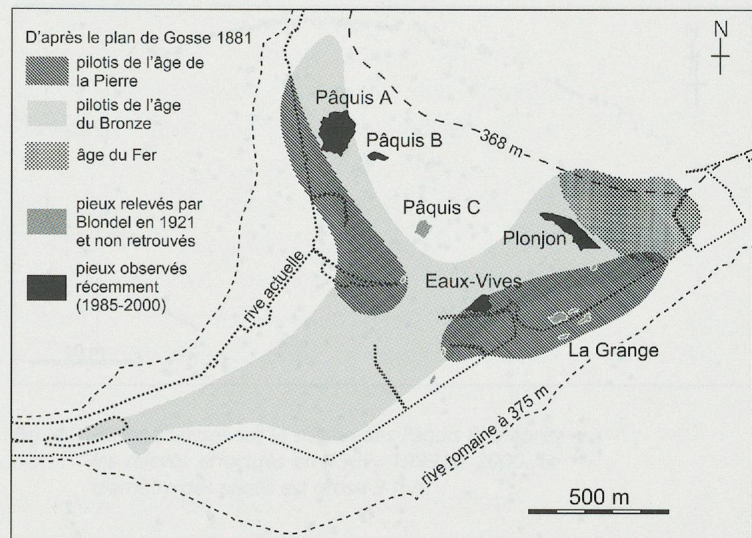 D'après le plan de Gosse 1881
pilotis de l'âge de
la Pierre
pilotis de l'âge
du Bronze
âge du Fer
pieux relevés par
Blondel en 1921
et non retrouvés
pieux observés
récemment
(1985-2000)
N
Pâquis A
Pâquis B
368 m
Pâquis C
Plonjon
Eaux-Vives
rive actuelle
La Grange
rive romaine à 375 m
500 m